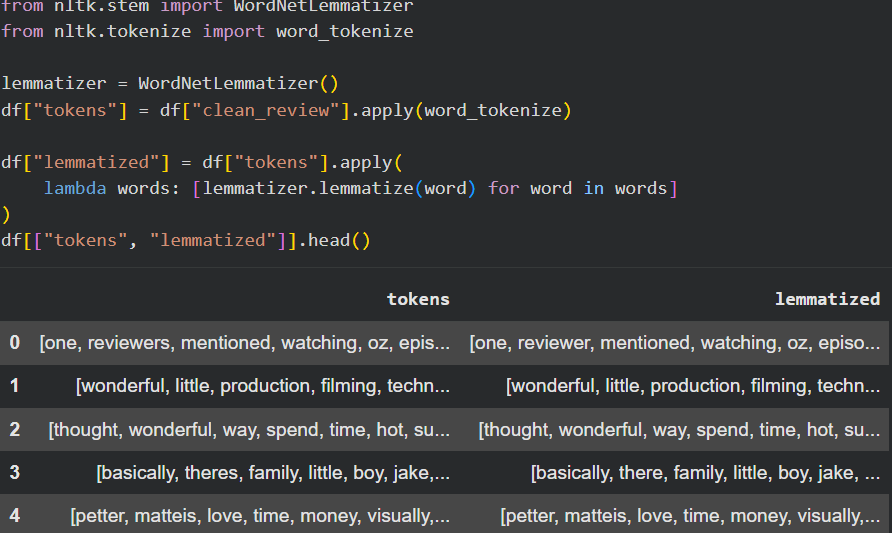 from nltk.stem import WordNetLemmatizer
from nltk.tokenize import word_tokenize
lemmatizer = WordNetLemmatizer()
df["tokens"] = df["clean_review"].apply(word_tokenize)
df["lemmatized"] = df["tokens"].apply(
lambda words: [lemmatizer.lemmatize(word) for word in words]
)
df[["tokens", "lemmatized"]].head()
tokens lemmatized
0 [one, reviewers, mentioned, watching, oz, epis... [one, reviewer, mentioned, watching, oz, episo...
1 [wonderful, little, production, filming, techn... [wonderful, little, production, filming, techn...
2 [thought, wonderful, way, spend, time, hot, su... [thought, wonderful, way, spend, time, hot, su...
3 [basically, theres, family, little, boy, jake,... [basically, there, family, little, boy, jake, ...
4 [petter, matteis, love, time, money, visually,... [petter, matteis, love, time, money, visually,...